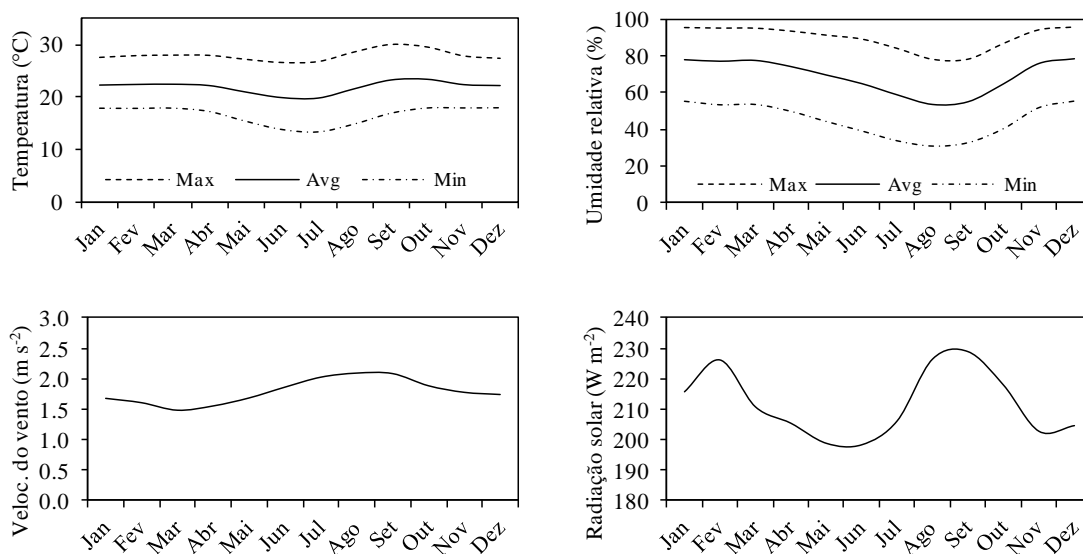 Temperatura (°C)
30
20
10
0
Max Avg Min
Jan Fev Mar Abr Mai Jun Jul Ago Set Out Nov Dez
Umidade relativa (%)
100
80
60
40
20
0
Max Avg Min
Jan Fev Mar Abr Mai Jun Jul Ago Set Out Nov Dez
Veloc. do vento (m s⁻²)
3.0
2.5
2.0
1.5
1.0
0.5
0.0
Jan Fev Mar Abr Mai Jun Jul Ago Set Out Nov Dez
Radiação solar (W m⁻²)
240
230
220
210
200
190
180
Jan Fev Mar Abr Mai Jun Jul Ago Set Out Nov Dez